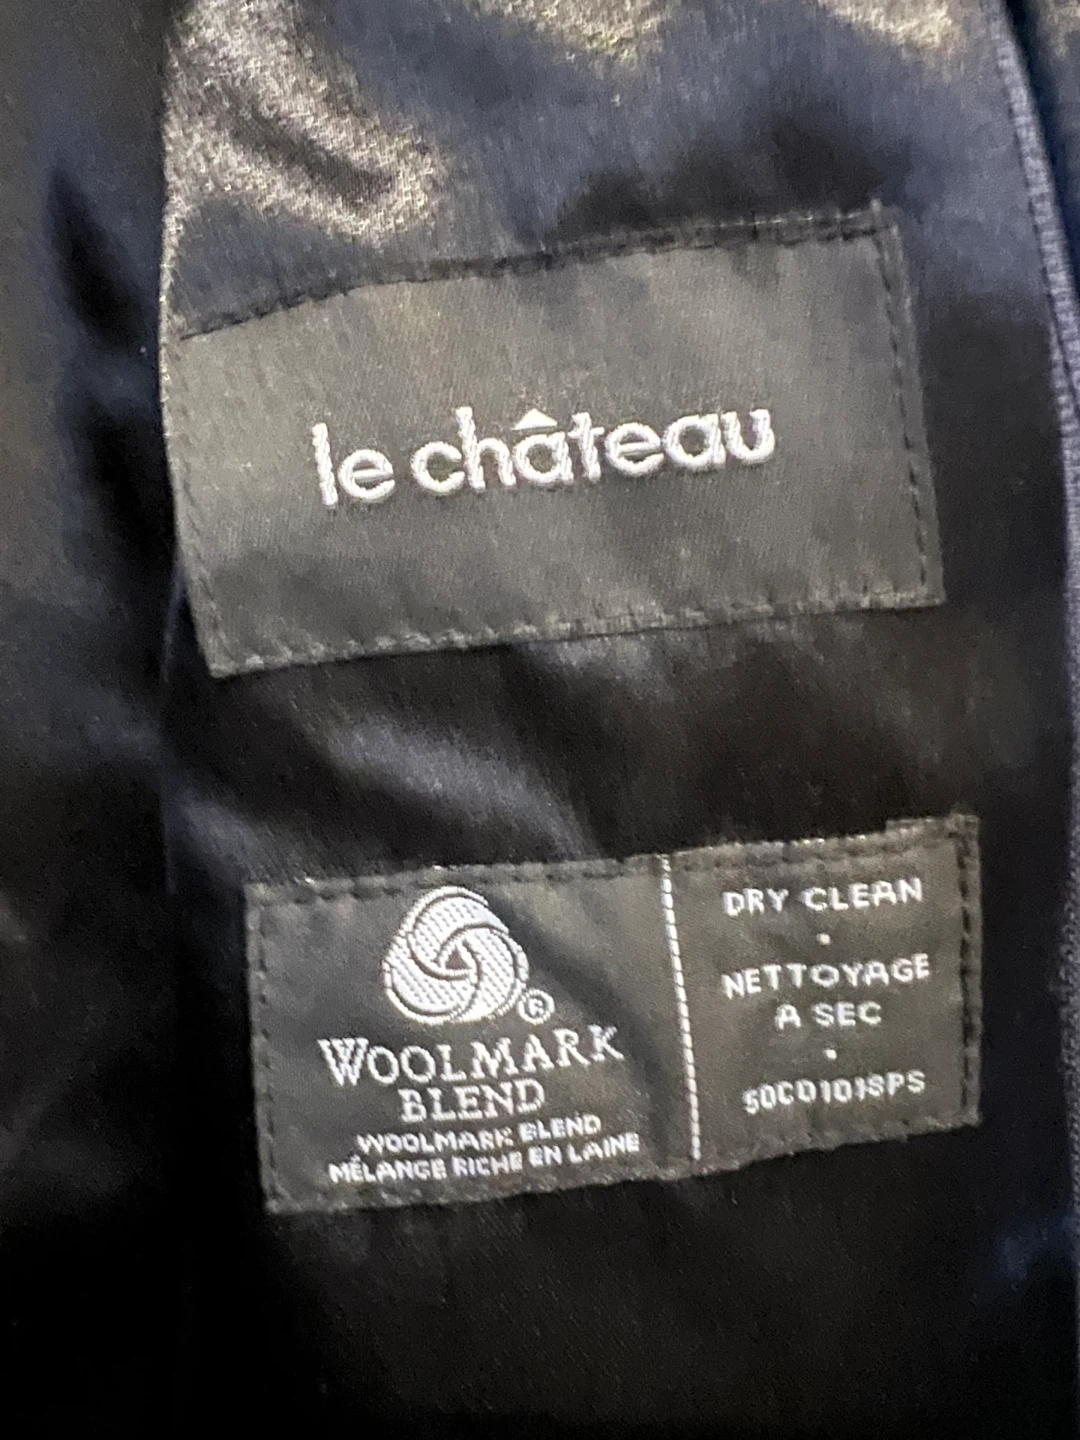 le château
®
WOOLMARK
BLEND
WOOLMARK BLEND
MÉLANGE RICHE EN LAINE
DRY CLEAN
•
NETTOYAGE
A SEC
•